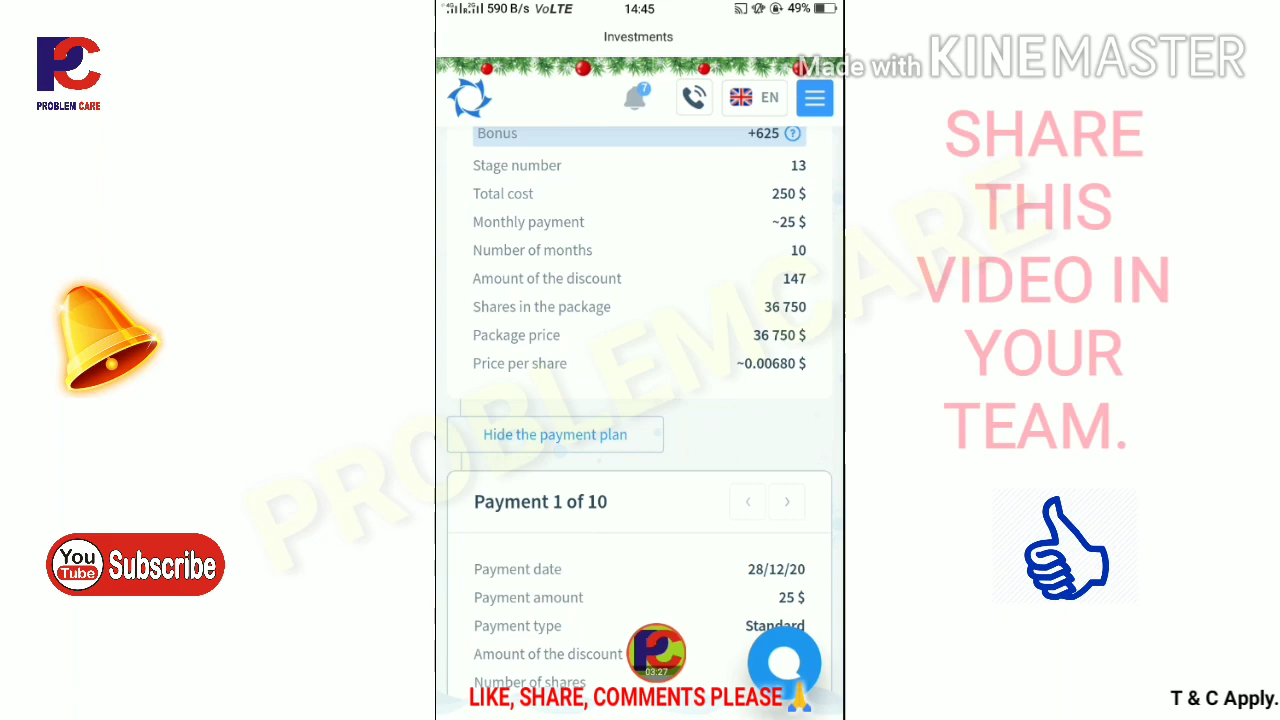 590 B/s VoLTE 14:45 49%
Investments
Made with KINEMASTER
PC
PROBLEM CARE
7
EN
Bonus +625 ?
Stage number 13
Total cost 250 $
Monthly payment ~25 $
Number of months 10
Amount of the discount 147
Shares in the package 36 750
Package price 36 750 $
Price per share ~0.00680 $
Hide the payment plan
Payment 1 of 10
Payment date 28/12/20
Payment amount 25 $
Payment type Standard
Amount of the discount
Number of shares
PC
03:27
LIKE, SHARE, COMMENTS PLEASE
PROBLEMCARE
SHARE
THIS
VIDEO IN
YOUR
TEAM.
You
Tube
Subscribe
T & C Apply.